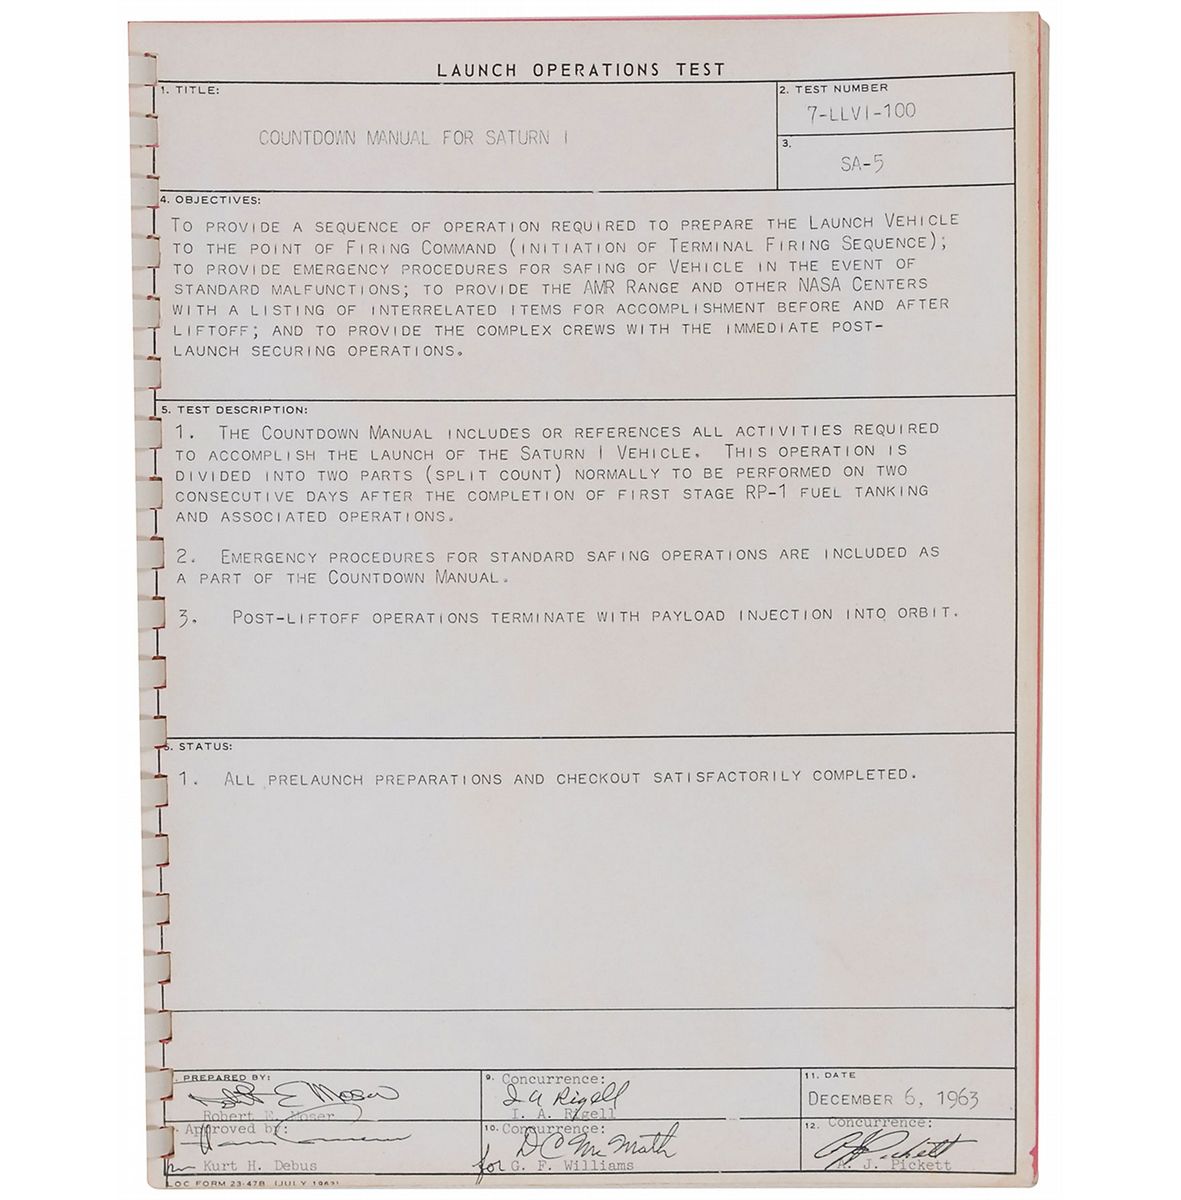 LAUNCH OPERATIONS TEST
1. TITLE:
COUNTDOWN MANUAL FOR SATURN I
2. TEST NUMBER
7-LLVI-100
3.
SA-5
4. OBJECTIVES:
TO PROVIDE A SEQUENCE OF OPERATION REQUIRED TO PREPARE THE LAUNCH VEHICLE
TO THE POINT OF FIRING COMMAND (INITIATION OF TERMINAL FIRING SEQUENCE);
TO PROVIDE EMERGENCY PROCEDURES FOR SAFING OF VEHICLE IN THE EVENT OF
STANDARD MALFUNCTIONS; TO PROVIDE THE AMR RANGE AND OTHER NASA CENTERS
WITH A LISTING OF INTERRELATED ITEMS FOR ACCOMPLISHMENT BEFORE AND AFTER
LIFTOFF; AND TO PROVIDE THE COMPLEX CREWS WITH THE IMMEDIATE POST-
LAUNCH SECURING OPERATIONS.
5. TEST DESCRIPTION:
1. THE COUNTDOWN MANUAL INCLUDES OR REFERENCES ALL ACTIVITIES REQUIRED
TO ACCOMPLISH THE LAUNCH OF THE SATURN I VEHICLE. THIS OPERATION IS
DIVIDED INTO TWO PARTS (SPLIT COUNT) NORMALLY TO BE PERFORMED ON TWO
CONSECUTIVE DAYS AFTER THE COMPLETION OF FIRST STAGE RP-1 FUEL TANKING
AND ASSOCIATED OPERATIONS.
2. EMERGENCY PROCEDURES FOR STANDARD SAFING OPERATIONS ARE INCLUDED AS
A PART OF THE COUNTDOWN MANUAL.
3. POST-LIFTOFF OPERATIONS TERMINATE WITH PAYLOAD INJECTION INTO ORBIT.
6. STATUS:
1. ALL PRELAUNCH PREPARATIONS AND CHECKOUT SATISFACTORILY COMPLETED.
PREPARED BY:
Robert E Moser
Robert E. Moser
9. Concurrence:
I A Rigell
I. A. Rigell
11. DATE
DECEMBER 6, 1963
Approved by:
Kurt H. Debus
10. Concurrence:
D C McMath
for G. F. Williams
12. Concurrence:
A J Pickett
A. J. Pickett
LOC FORM 23-47B (JULY 1963)